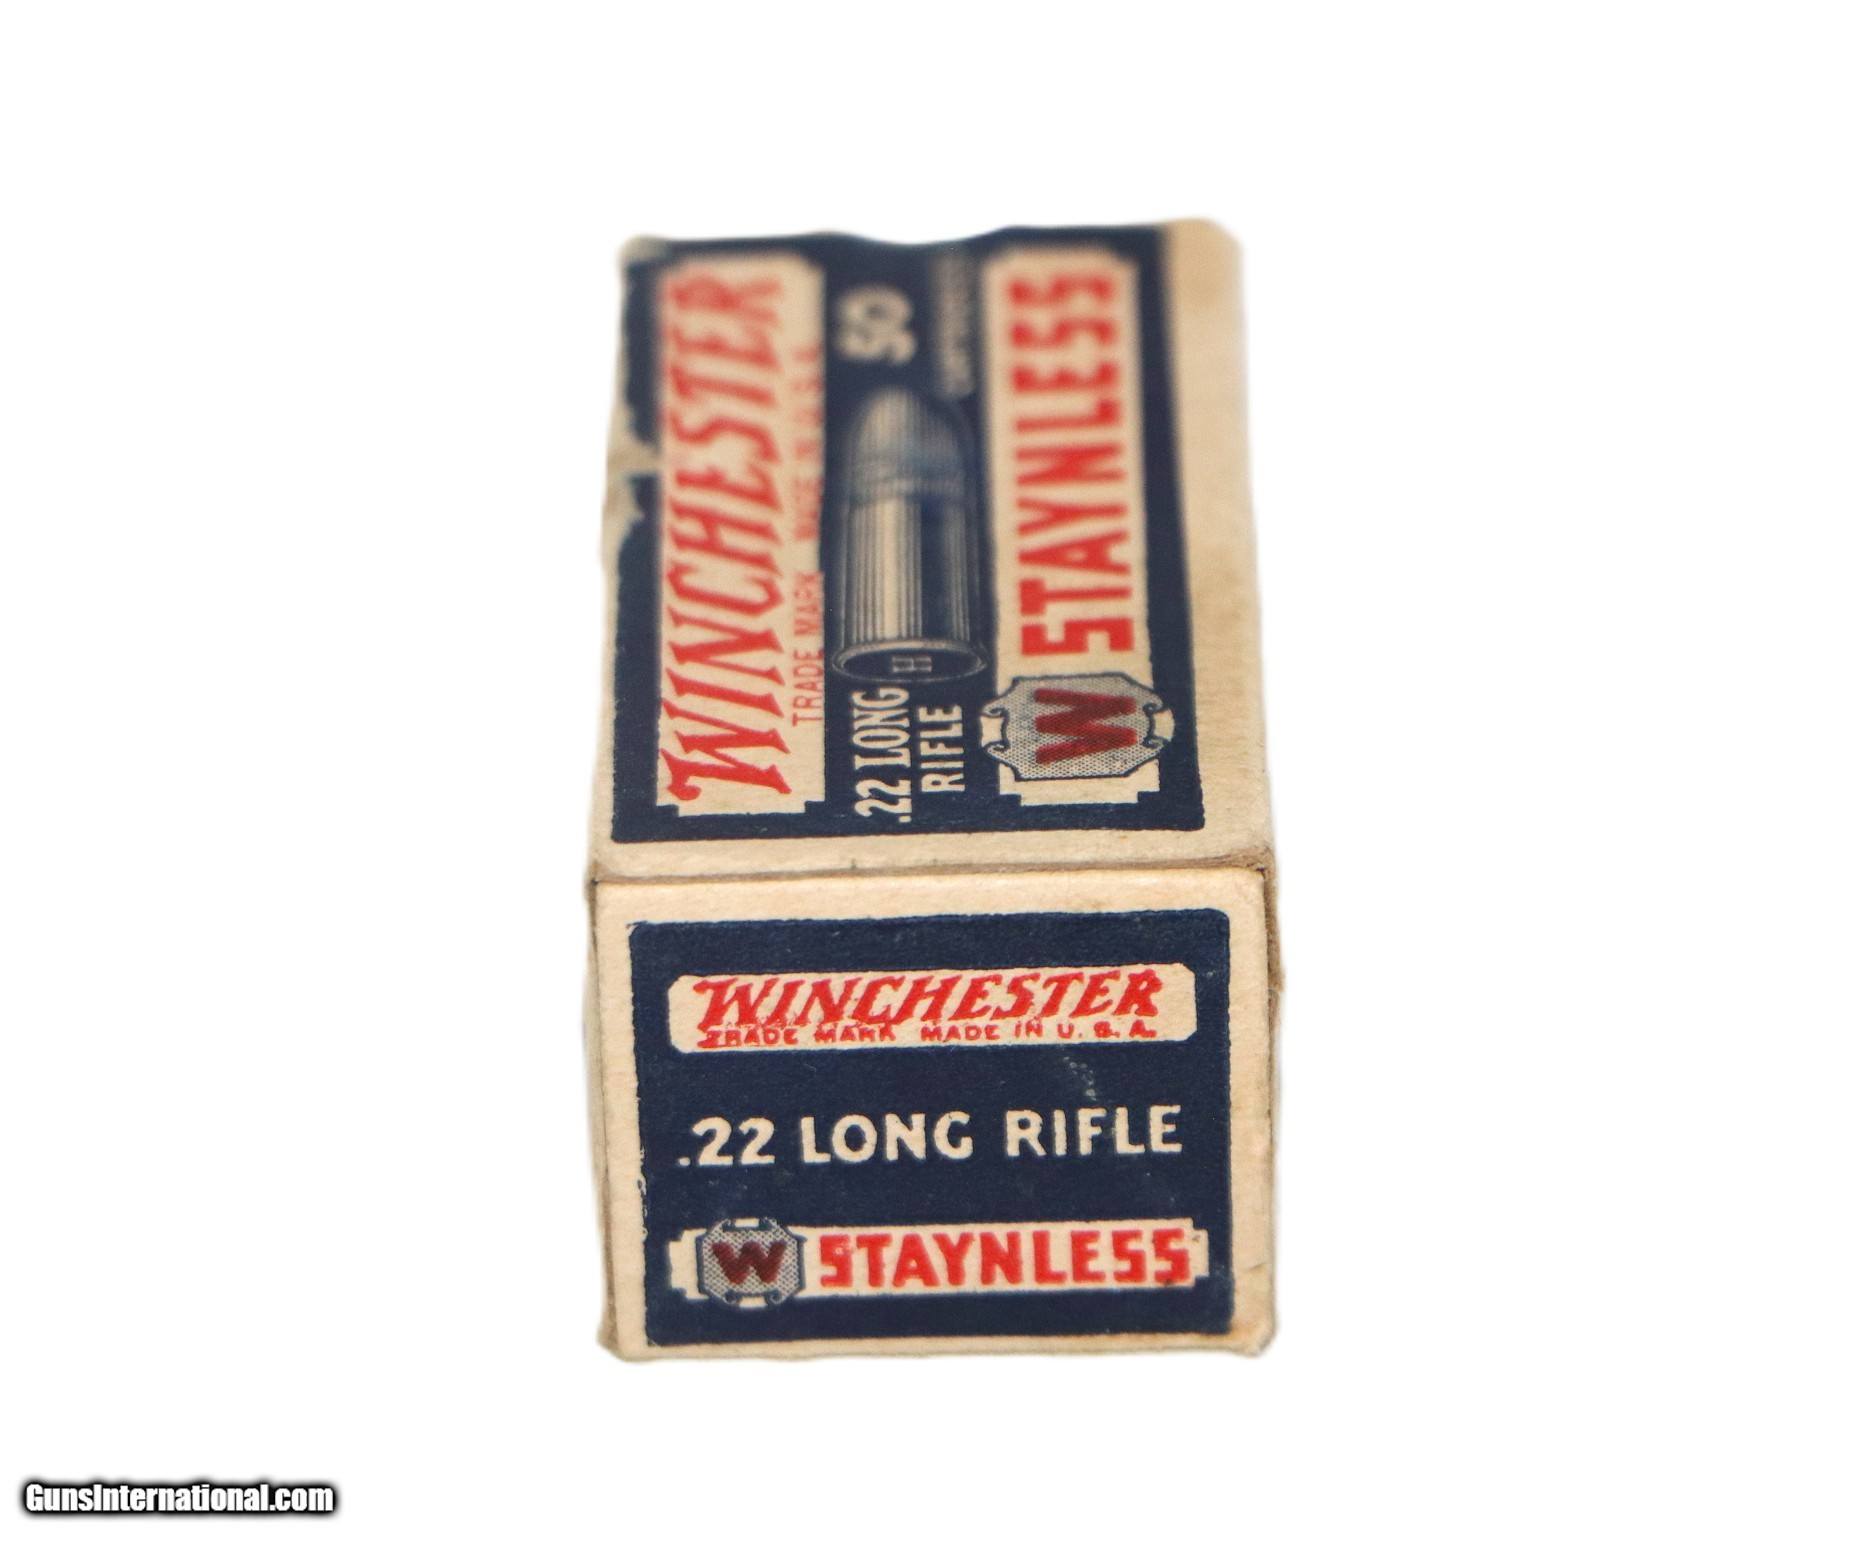 WINCHESTER
TRADE MARK MADE IN U.S.A.
50
H
.22 LONG
RIFLE
W STAYNLESS
WINCHESTER
TRADE MARK MADE IN U. S. A.
.22 LONG RIFLE
W STAYNLESS
GunsInternational.com